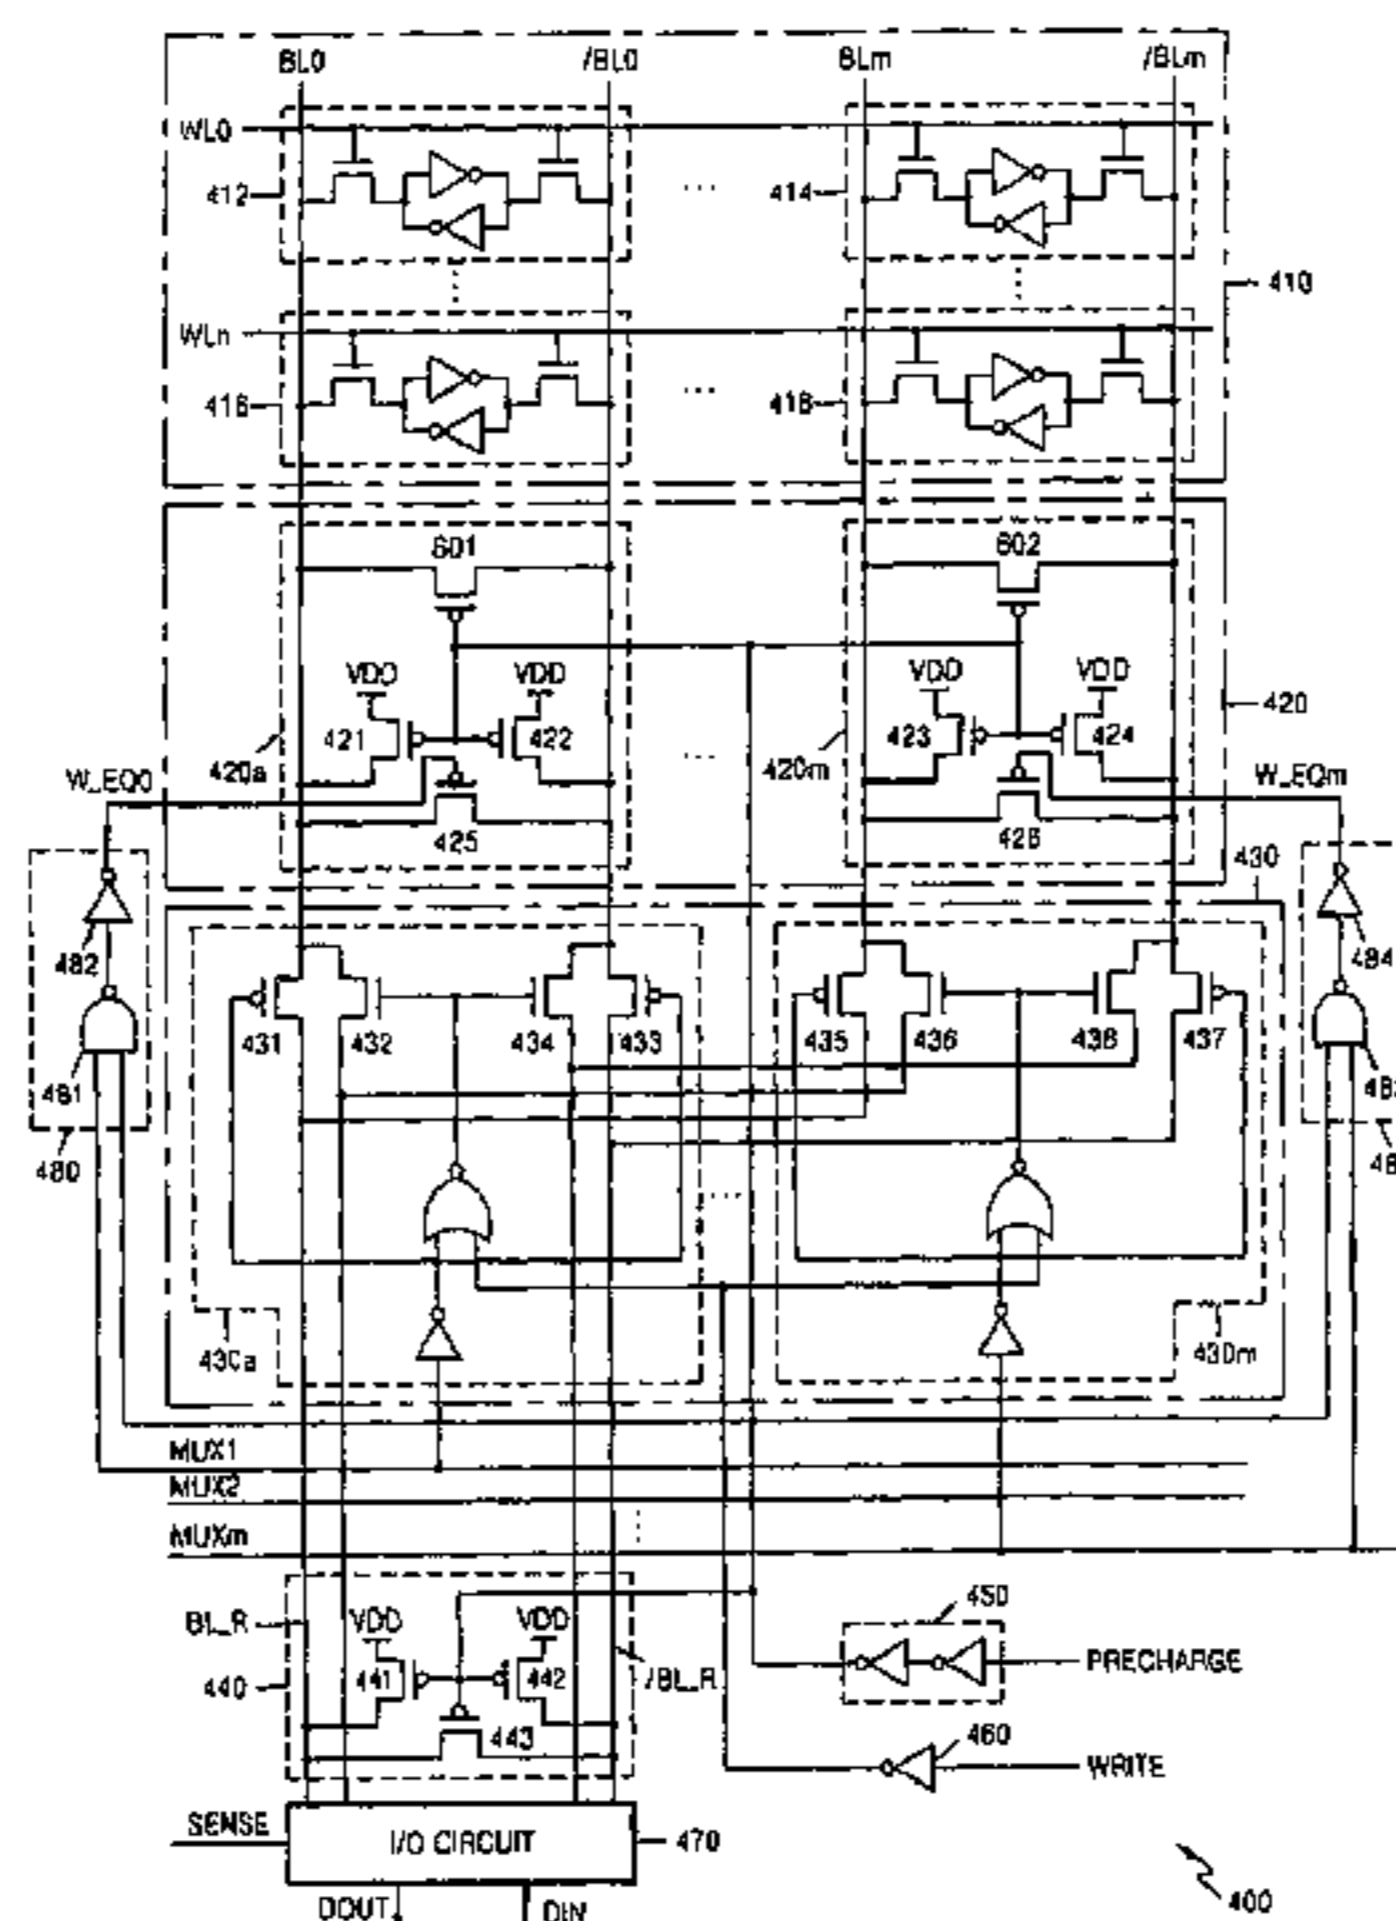 BL0 /BL0 BLm /BLm
WL0
412 ... 414
410
WLn
416 ... 418
601 602
VDD VDD VDD VDD
420
421 422 423 424
420a ... 420m
W_EQ0 W_EQm
425 426
430
482 484
431 432 434 433 435 436 438 437
481
480
...
430a 430m
MUX1
MUX2
MUXm
450
BL_R VDD VDD
PRECHARGE
440 441 442 /BL_R
443 460
WRITE
SENSE I/O CIRCUIT 470
DOUT DIN 400